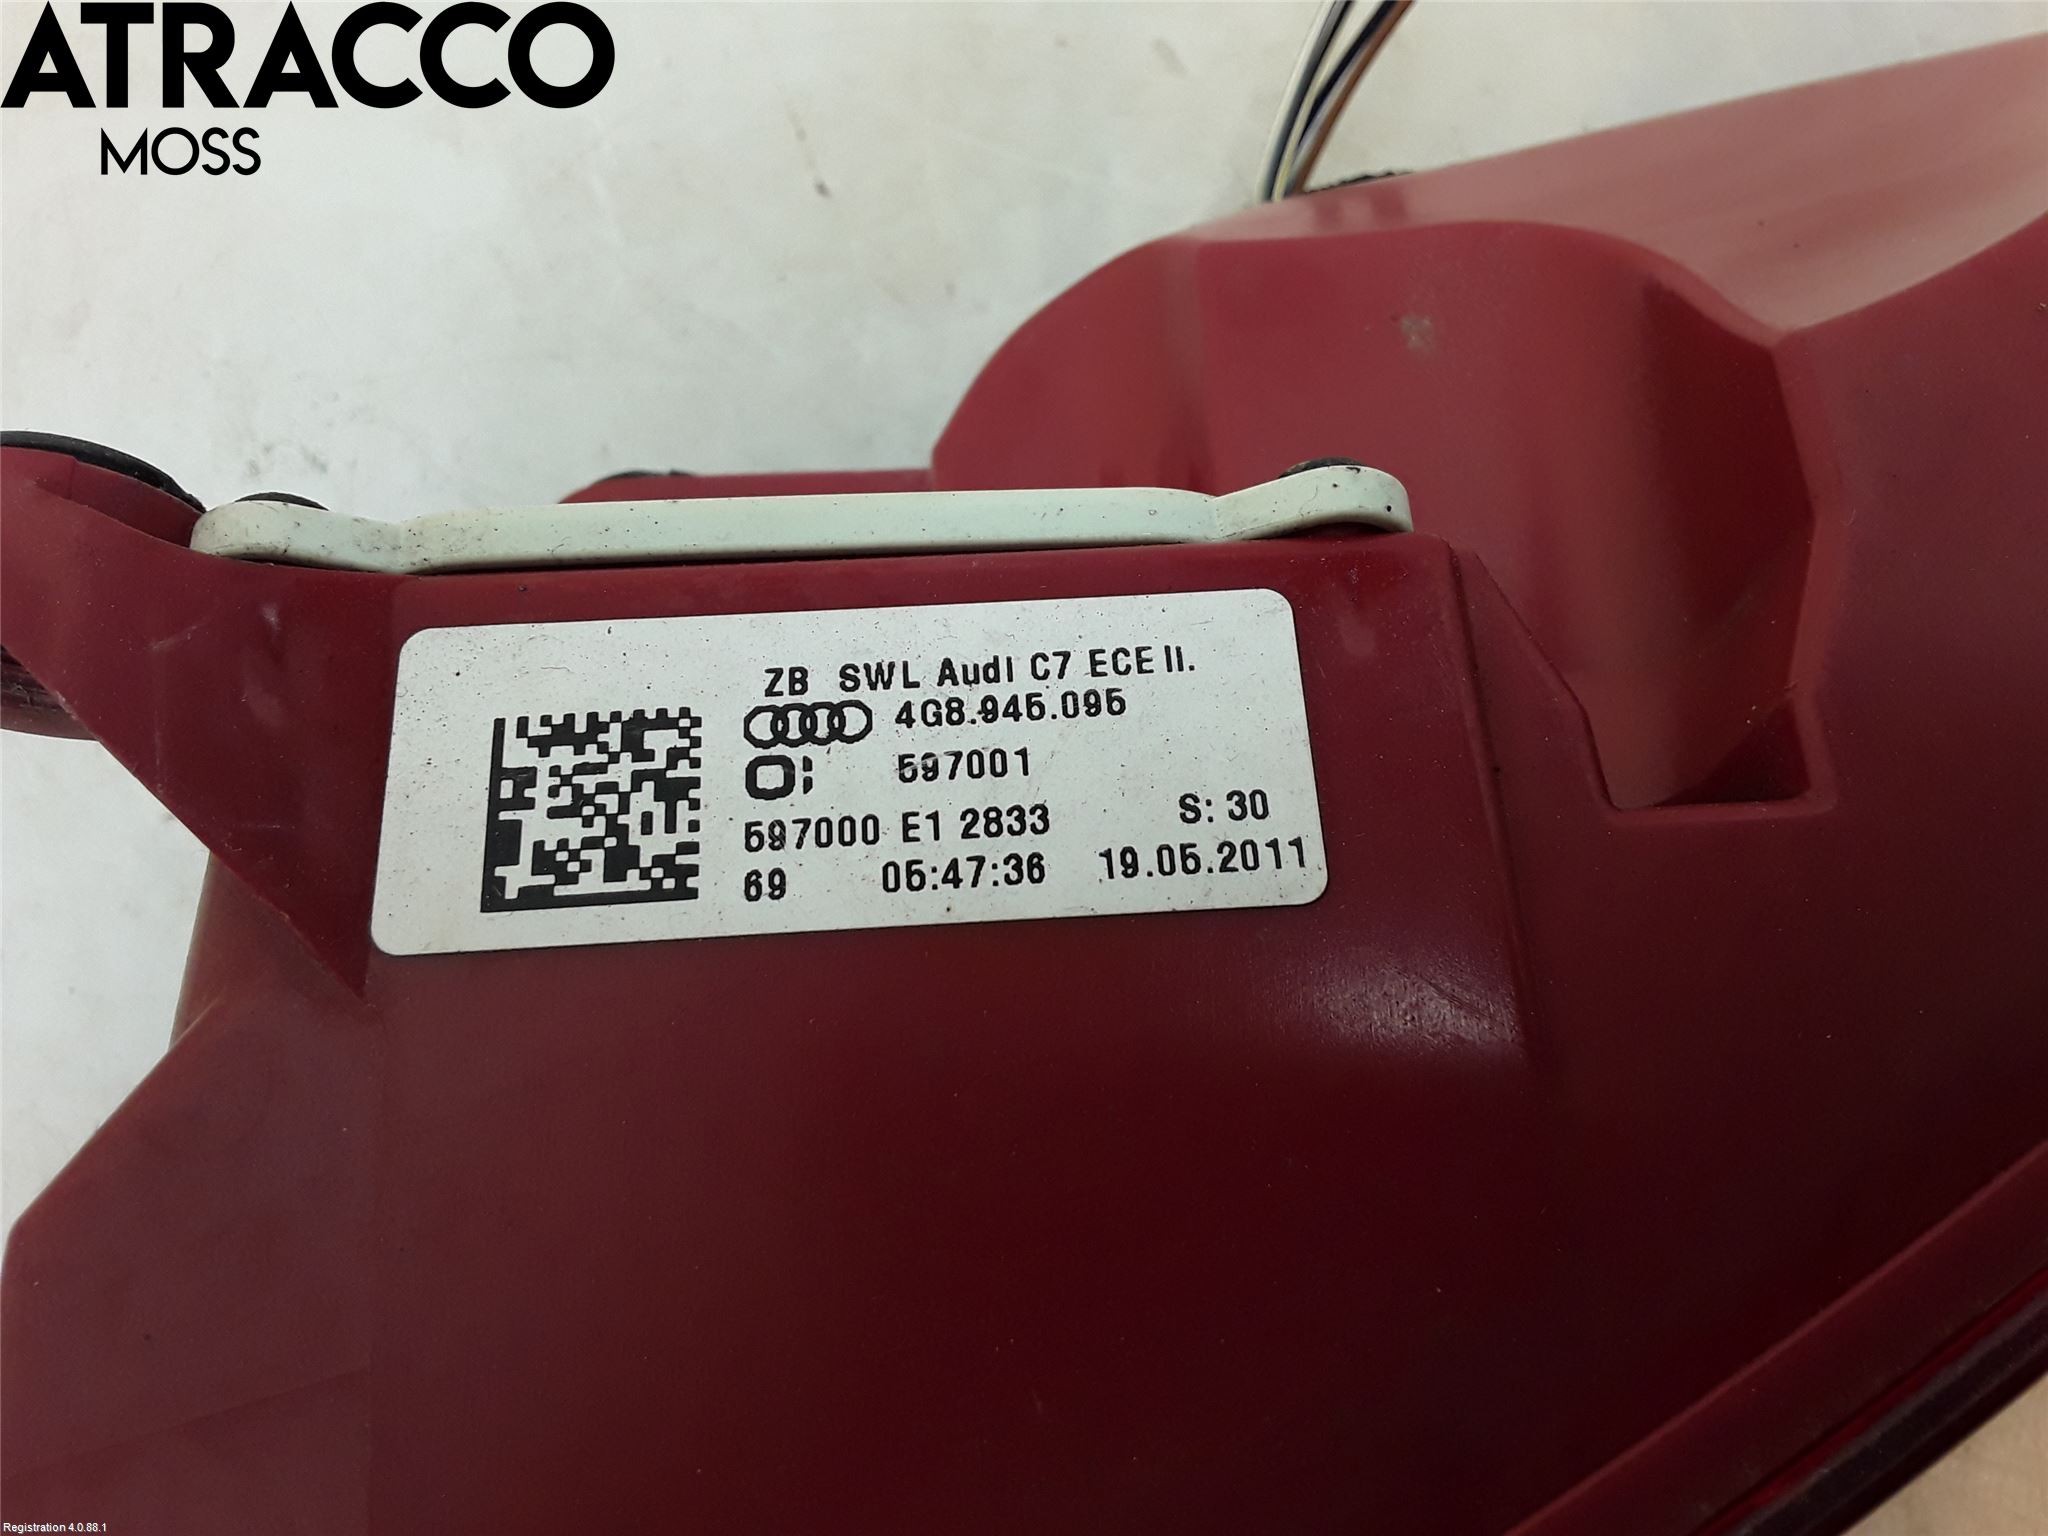 ATRACCO
MOSS
ZB SWL Audi C7 ECE II.
4G8.945.095
597001
597000 E1 2833 S: 30
69 05:47:36 19.05.2011
Registration 4.0.88.1